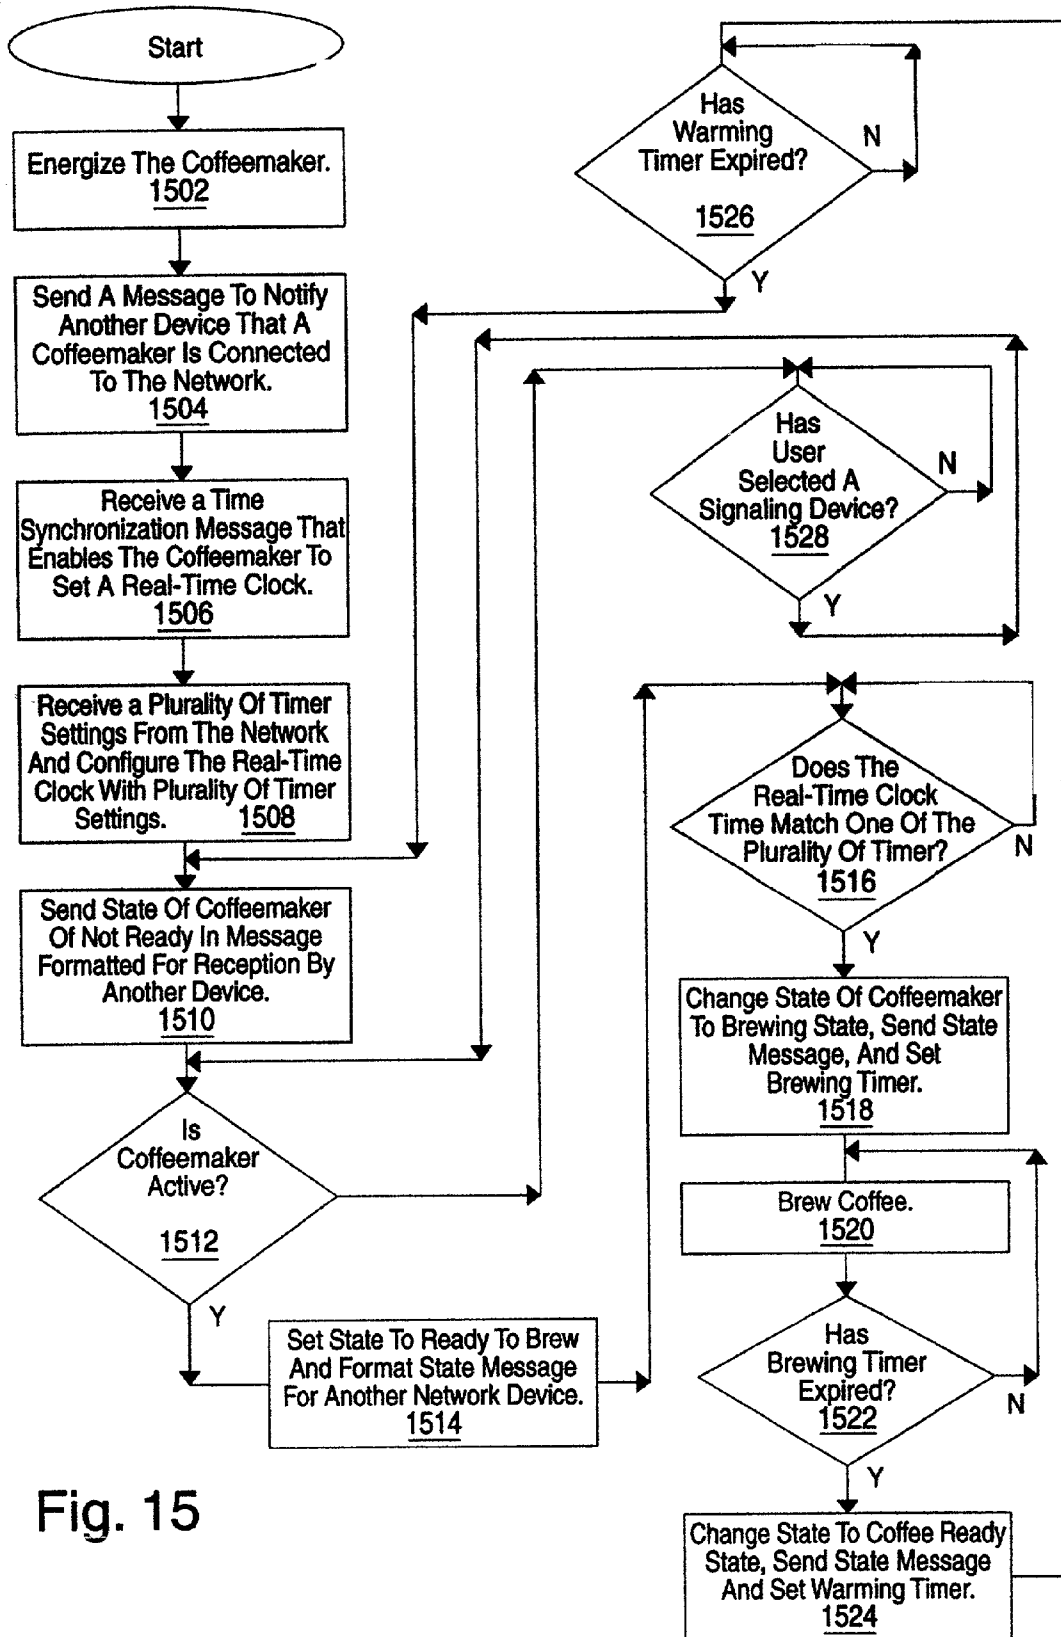 Start
Energize The Coffeemaker.
1502
Send A Message To Notify
Another Device That A
Coffeemaker Is Connected
To The Network.
1504
Receive a Time
Synchronization Message That
Enables The Coffeemaker To
Set A Real-Time Clock.
1506
Receive a Plurality Of Timer
Settings From The Network
And Configure The Real-Time
Clock With Plurality Of Timer
Settings. 1508
Send State Of Coffeemaker
Of Not Ready In Message
Formatted For Reception By
Another Device.
1510
Is
Coffeemaker
Active?
1512
Y
Set State To Ready To Brew
And Format State Message
For Another Network Device.
1514
Has
Warming
Timer Expired?
N
1526
Y
Has
User
Selected A
Signaling Device?
N
1528
Y
Does The
Real-Time Clock
Time Match One Of The
Plurality Of Timer?
N
1516
Y
Change State Of Coffeemaker
To Brewing State, Send State
Message, And Set
Brewing Timer.
1518
Brew Coffee.
1520
Has
Brewing Timer
Expired?
N
1522
Y
Change State To Coffee Ready
State, Send State Message
And Set Warming Timer.
1524
Fig. 15